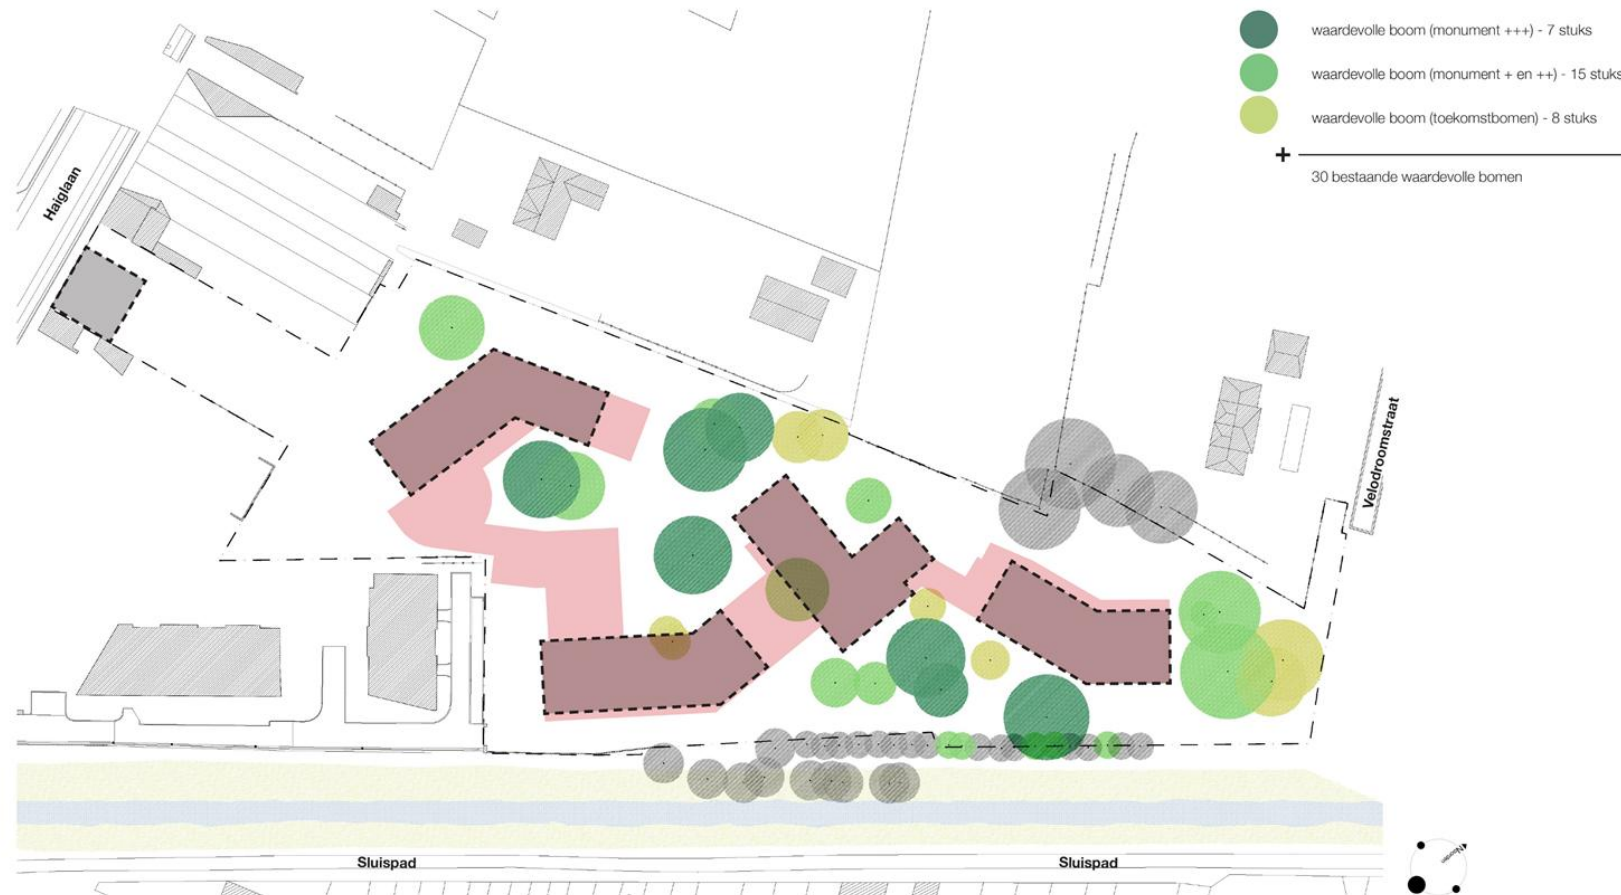 waardevolle boom (monument +++) - 7 stuks
waardevolle boom (monument + en ++) - 15 stuks
waardevolle boom (toekomstbomen) - 8 stuks
+
30 bestaande waardevolle bomen
Haiglaan
Velodroomstraat
Sluispad
Sluispad
Noorden